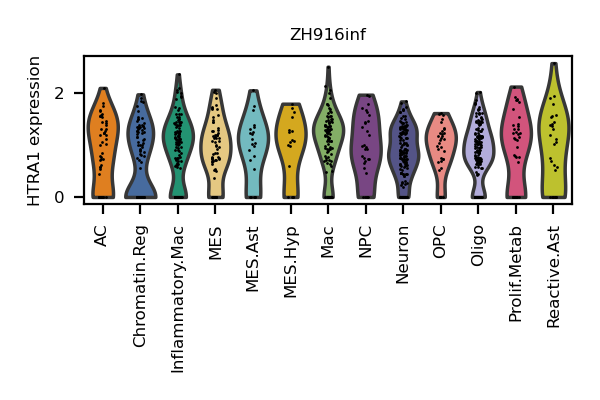 ZH916inf
HTRA1 expression
2
0
AC
Chromatin.Reg
Inflammatory.Mac
MES
MES.Ast
MES.Hyp
Mac
NPC
Neuron
OPC
Oligo
Prolif.Metab
Reactive.Ast